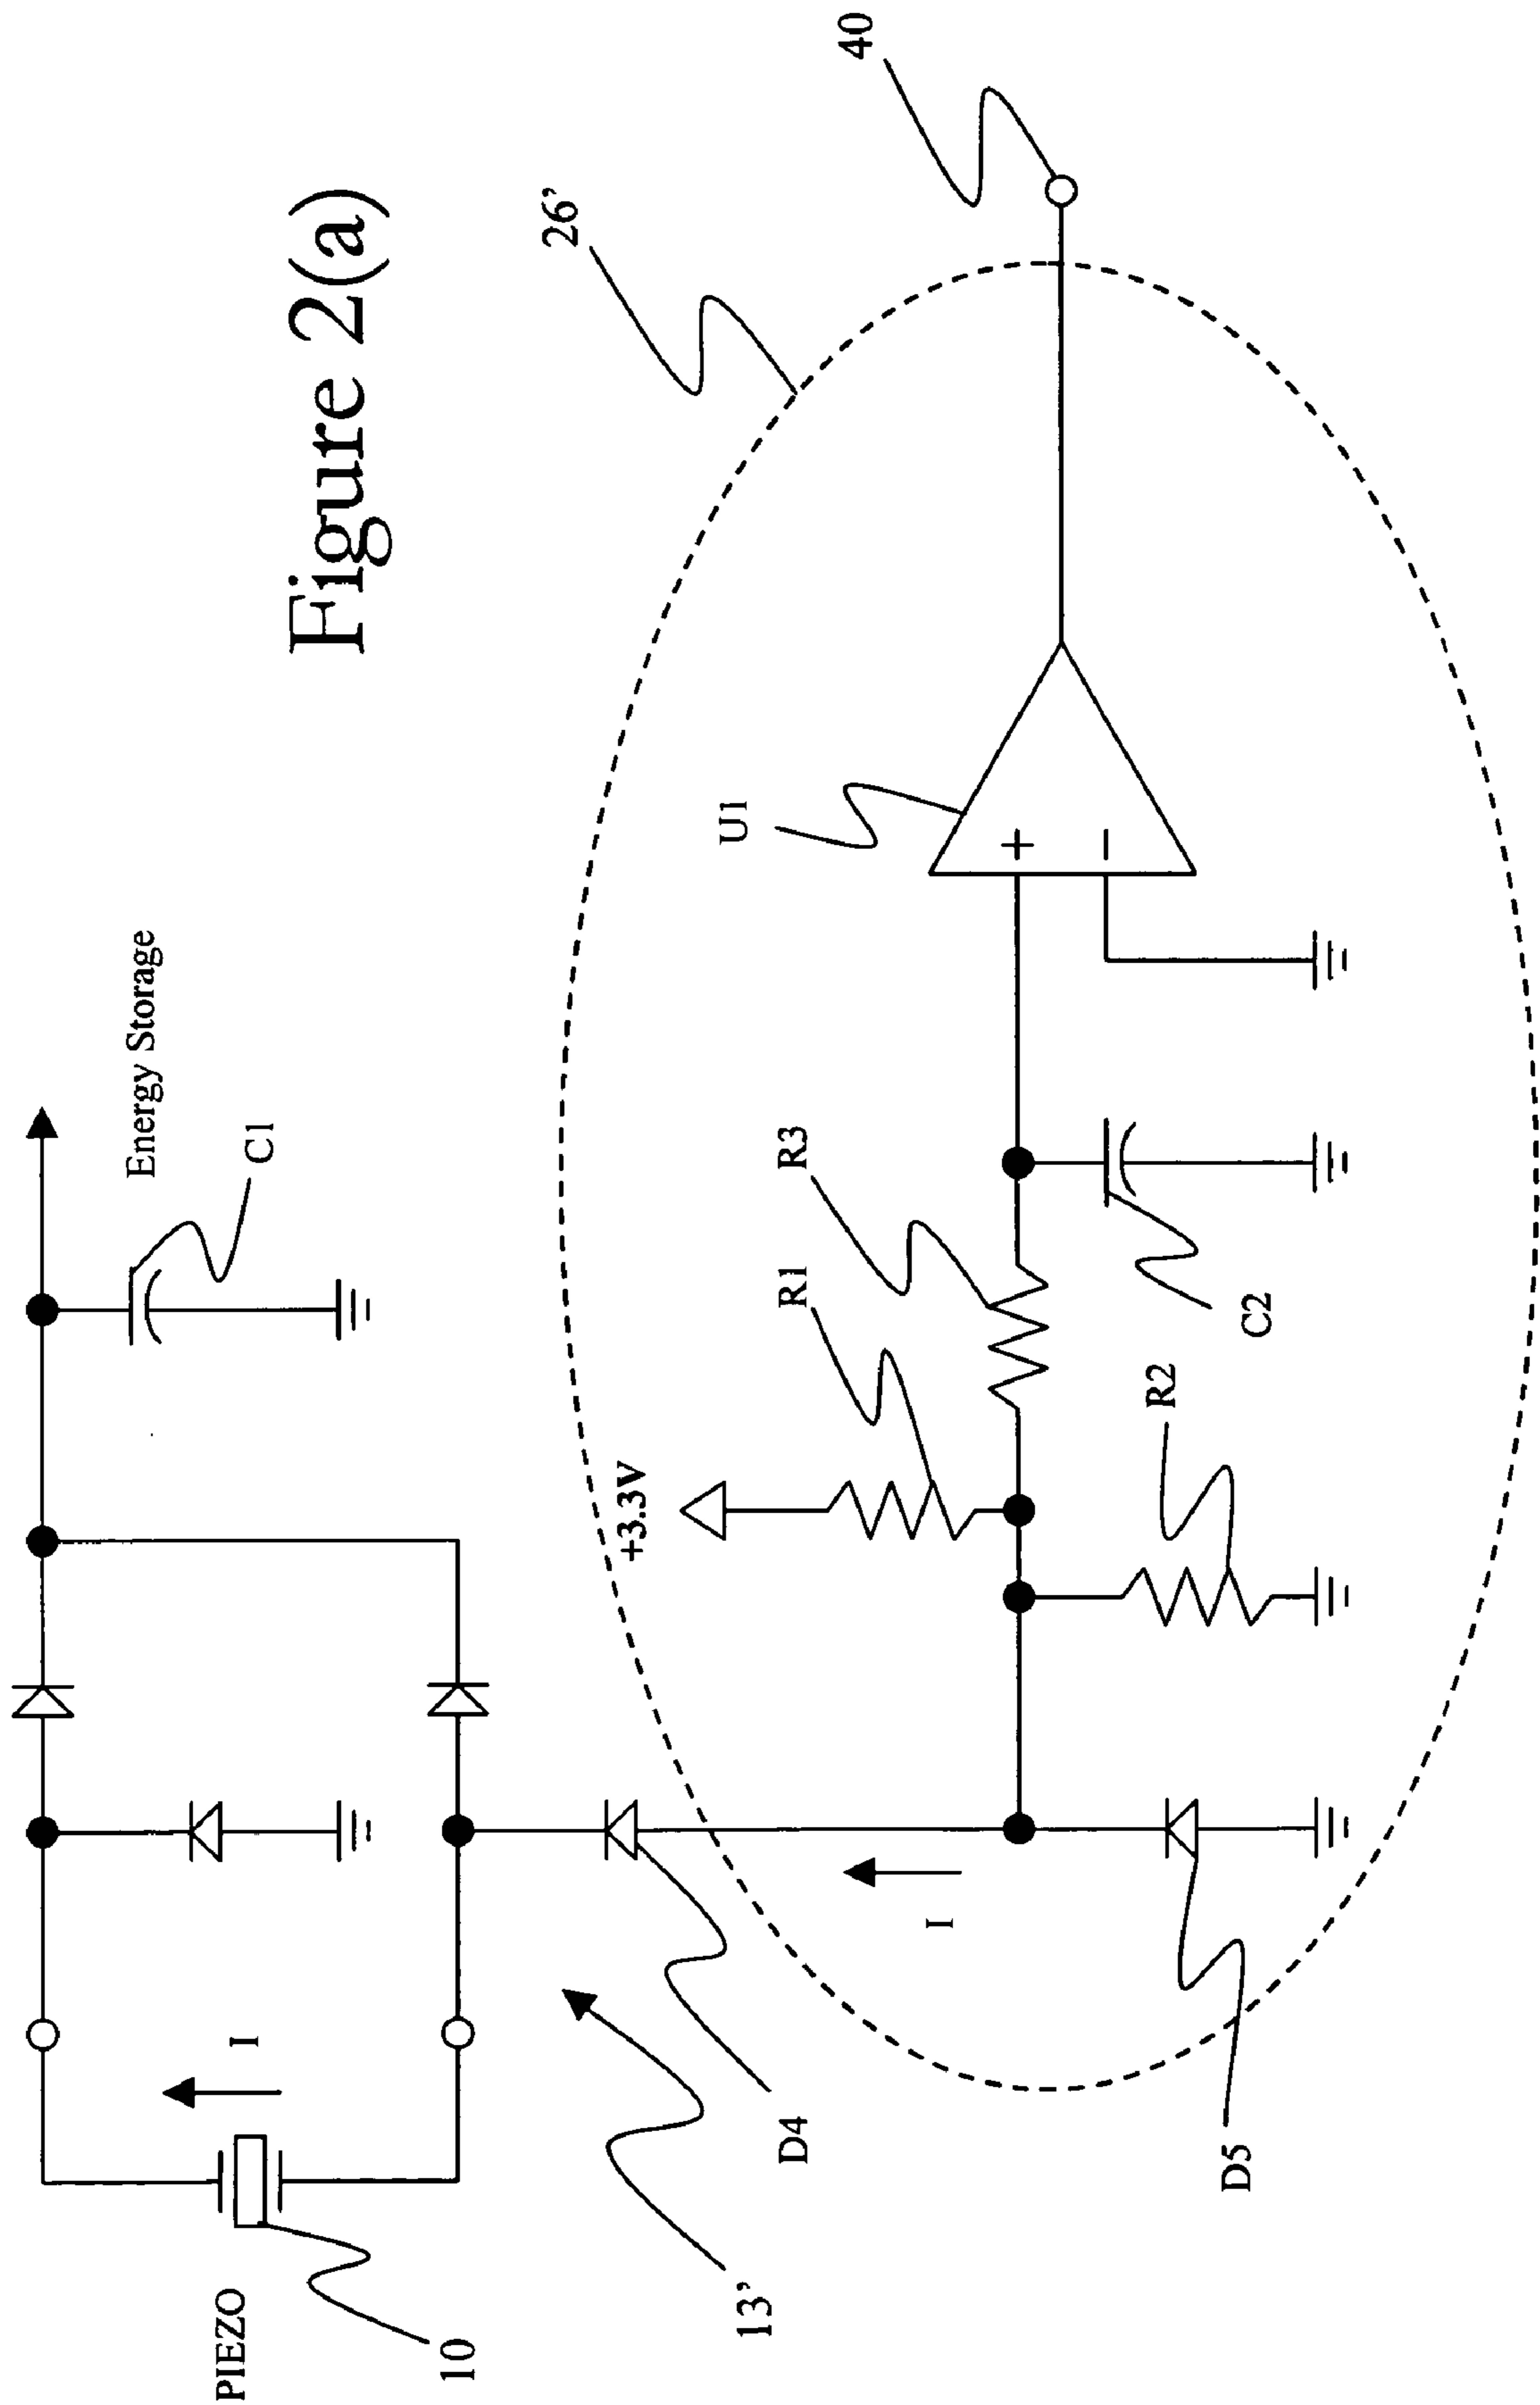 PIEZO
10
I
Energy Storage
C1
Figure 2(a)
13’
D4
26’
+3.3V
R1
R3
U1
40
I
+
−
R2
C2
D5